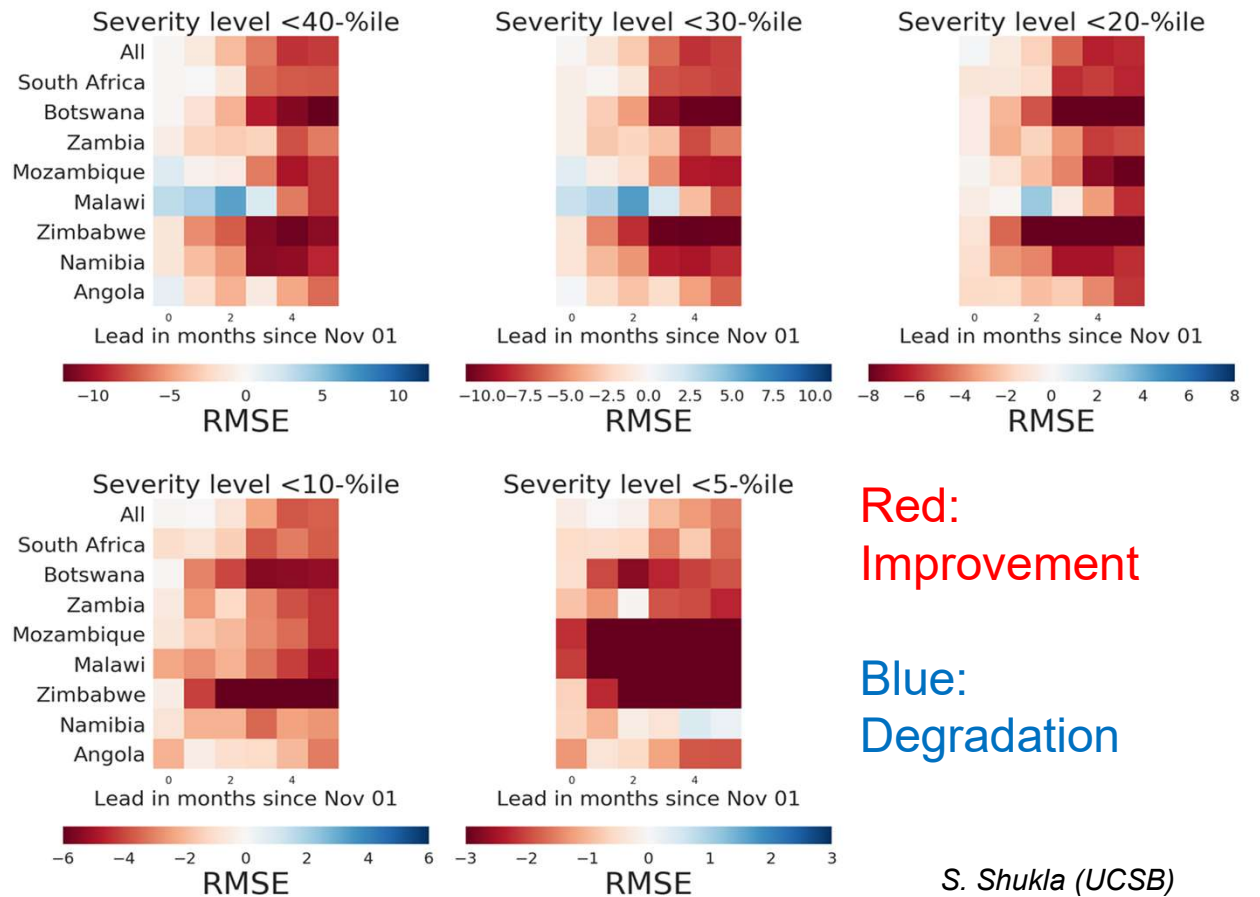 Severity level <40-%ile
All
South Africa
Botswana
Zambia
Mozambique
Malawi
Zimbabwe
Namibia
Angola
0 2 4
Lead in months since Nov 01
−10 −5 0 5 10
RMSE
Severity level <30-%ile
0 2 4
Lead in months since Nov 01
−10.0 −7.5 −5.0 −2.5 0.0 2.5 5.0 7.5 10.0
RMSE
Severity level <20-%ile
0 2 4
Lead in months since Nov 01
−8 −6 −4 −2 0 2 4 6 8
RMSE
Severity level <10-%ile
All
South Africa
Botswana
Zambia
Mozambique
Malawi
Zimbabwe
Namibia
Angola
0 2 4
Lead in months since Nov 01
−6 −4 −2 0 2 4 6
RMSE
Severity level <5-%ile
0 2 4
Lead in months since Nov 01
−3 −2 −1 0 1 2 3
RMSE
Red:
Improvement
Blue:
Degradation
S. Shukla (UCSB)